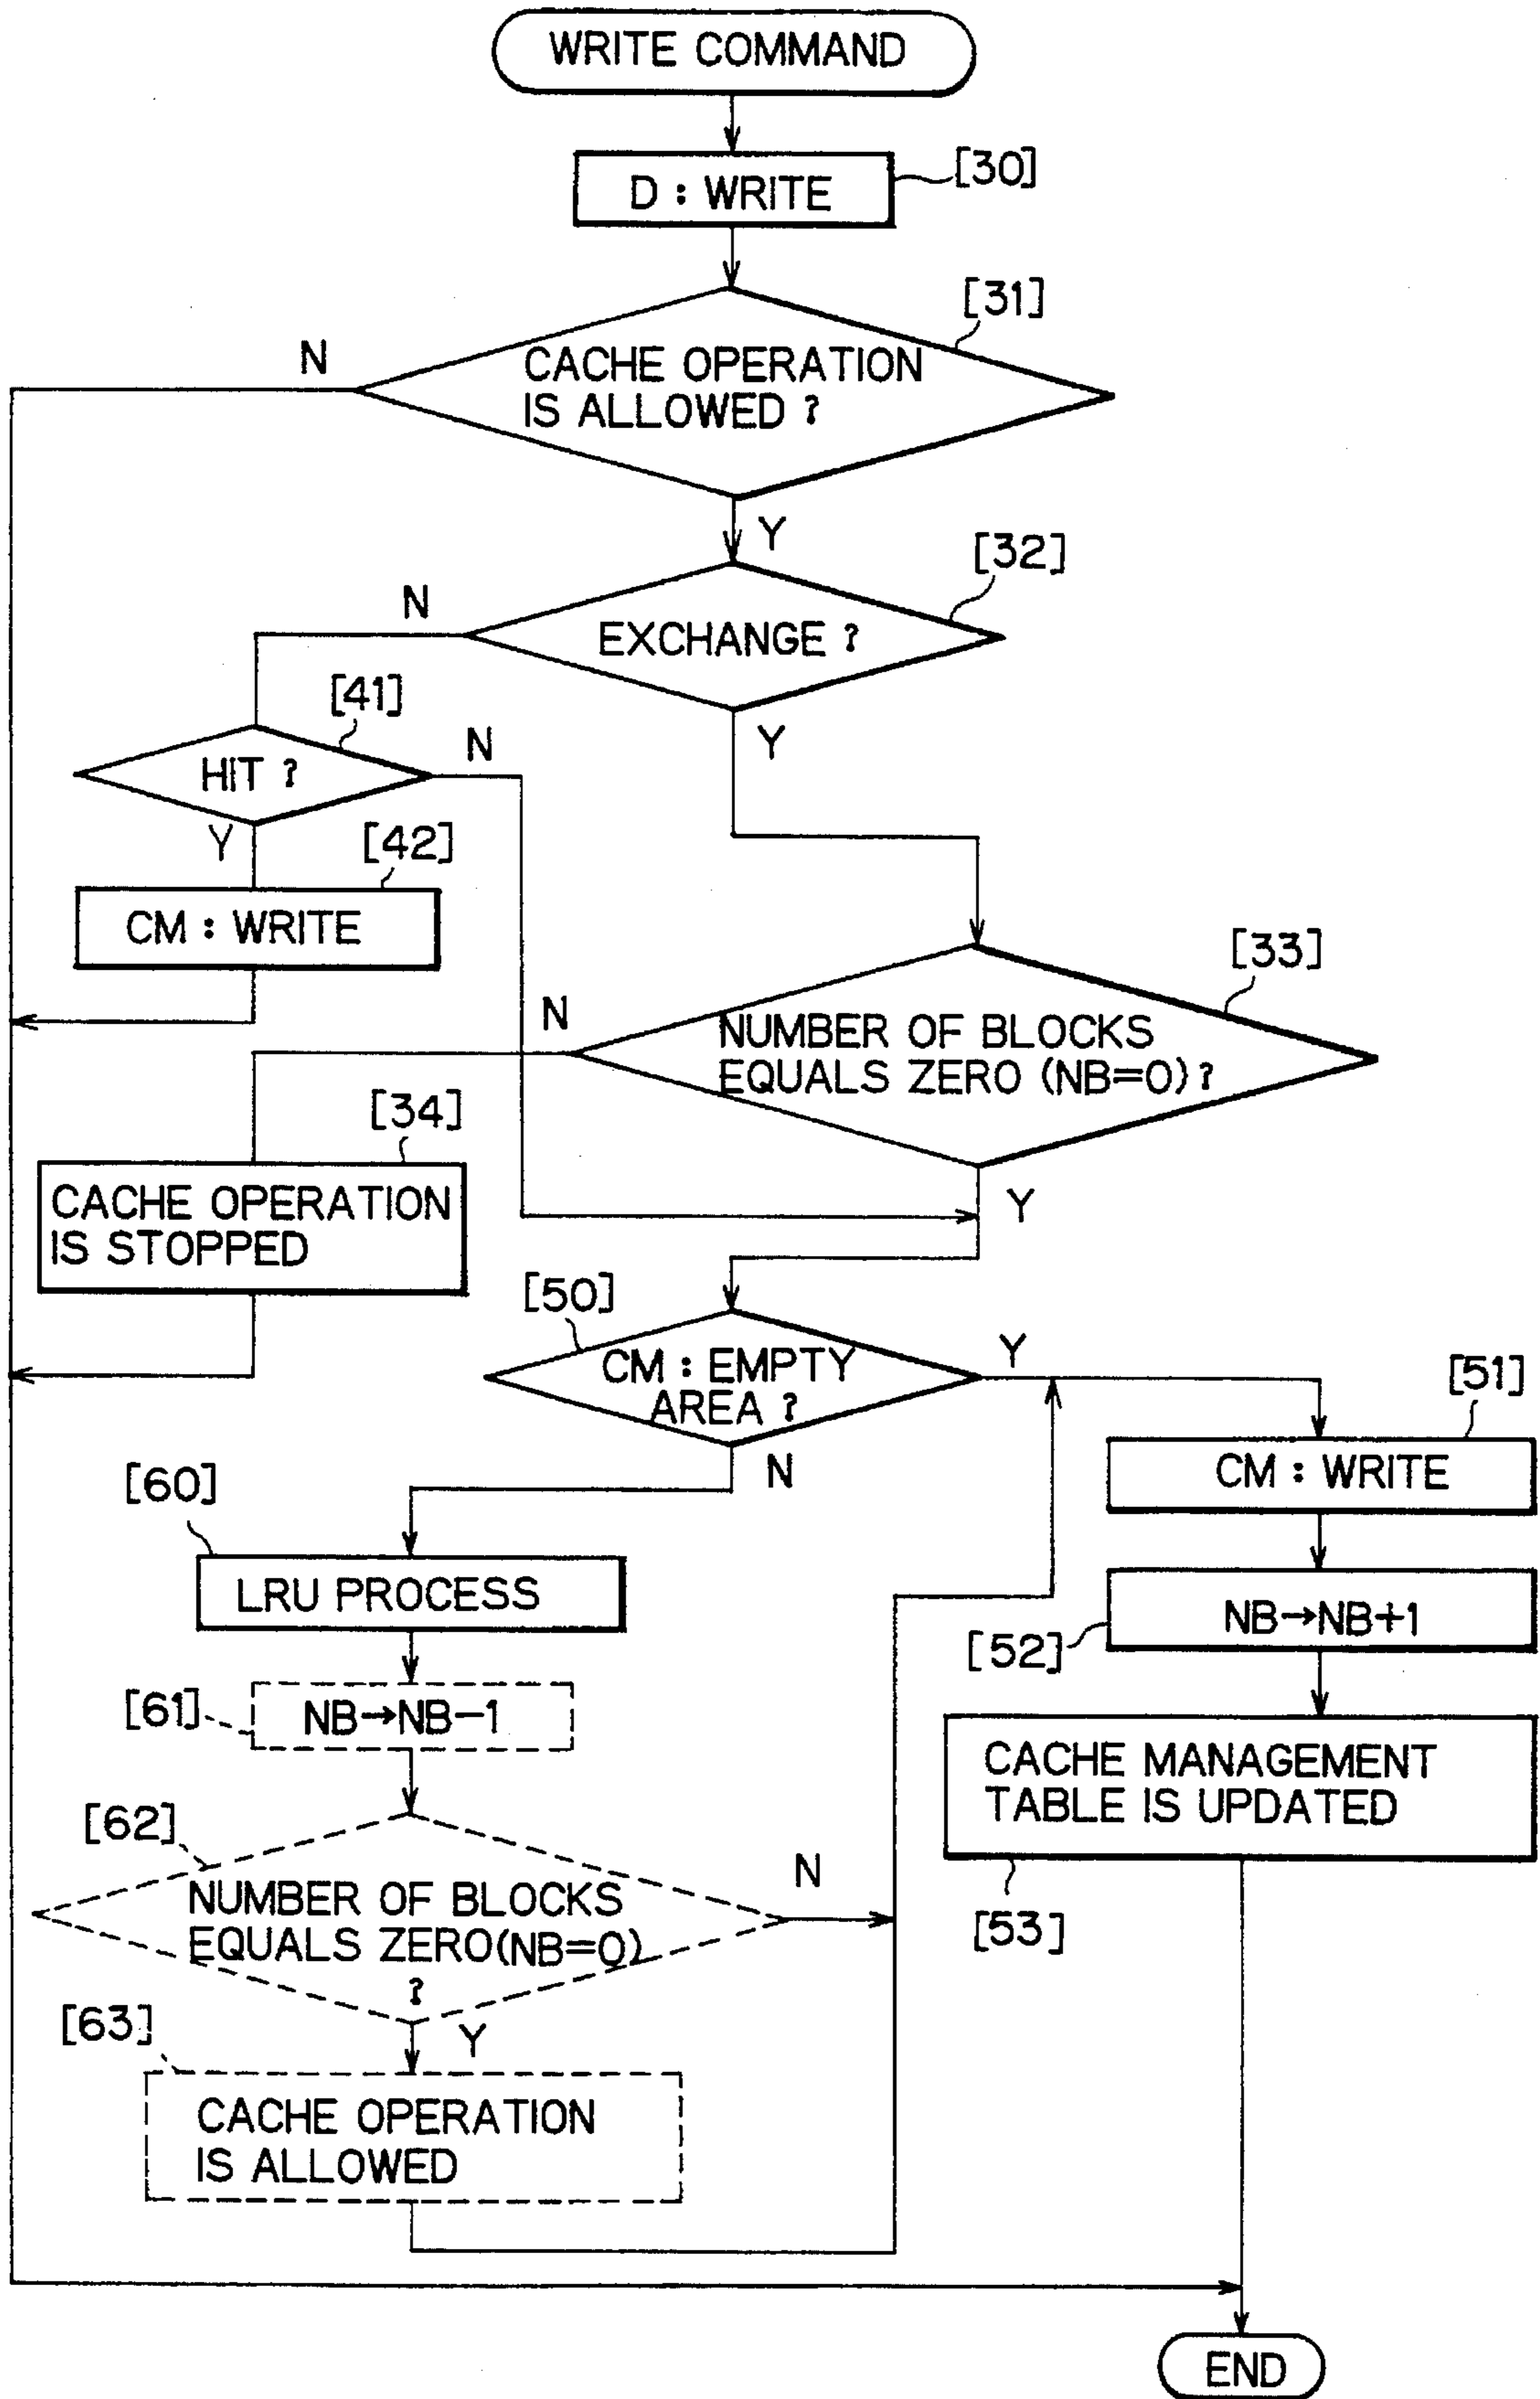 WRITE COMMAND
D : WRITE
[30]
[31]
N
CACHE OPERATION
IS ALLOWED ?
Y
[32]
N
EXCHANGE ?
[41]
N
Y
HIT ?
Y
[42]
CM : WRITE
[33]
N
NUMBER OF BLOCKS
EQUALS ZERO (NB=0) ?
[34]
CACHE OPERATION
IS STOPPED
Y
[50]
CM : EMPTY
AREA ?
Y
[51]
N
CM : WRITE
[60]
LRU PROCESS
NB→NB+1
[52]
[61]
NB→NB-1
CACHE MANAGEMENT
TABLE IS UPDATED
[62]
N
NUMBER OF BLOCKS
EQUALS ZERO(NB=0)
?
[53]
[63]
Y
CACHE OPERATION
IS ALLOWED
END